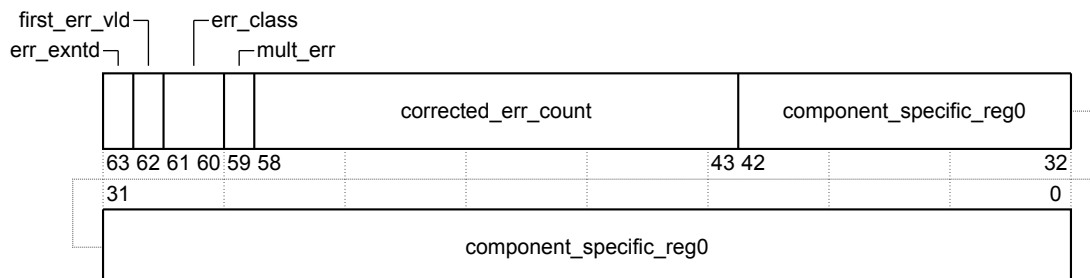 first_err_vld err_class
err_exntd mult_err
corrected_err_count component_specific_reg0
63 62 61 60 59 58 43 42 32
31 0
component_specific_reg0